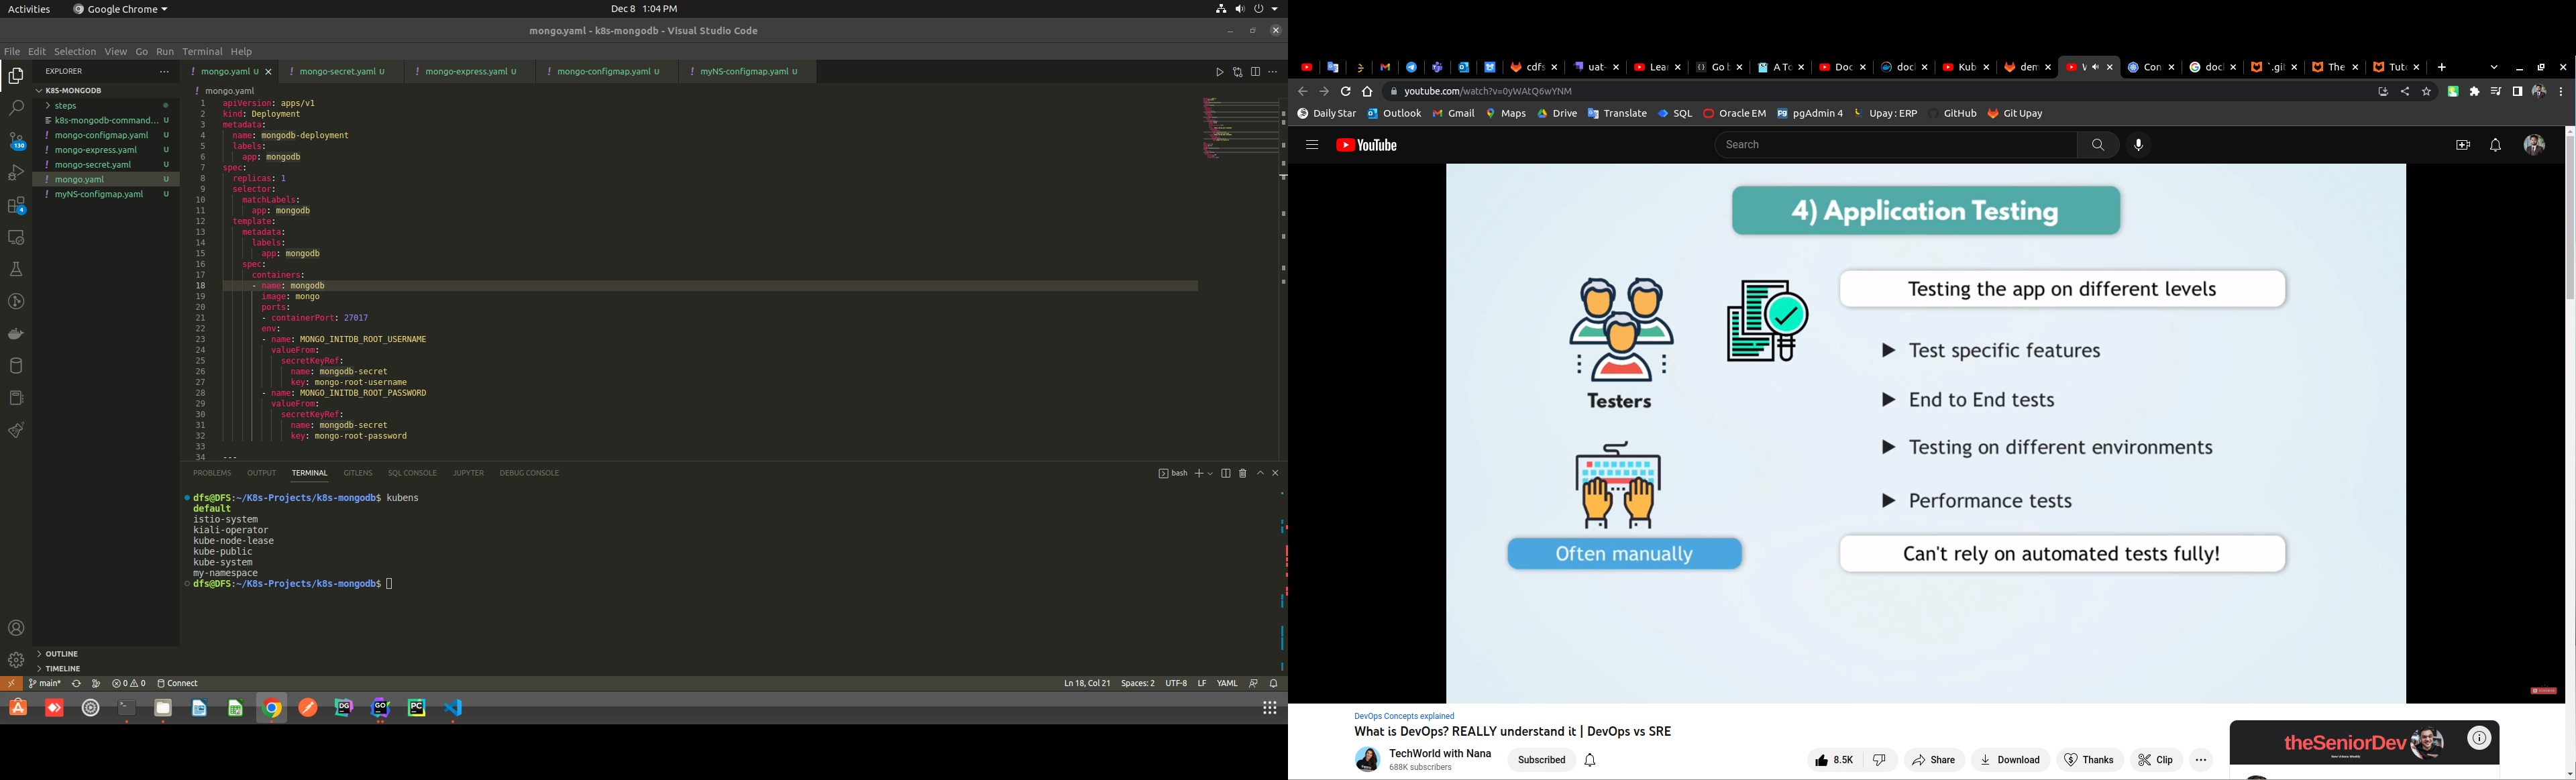 Activities
Google Chrome
Dec 8 1:04 PM
mongo.yaml - k8s-mongodb - Visual Studio Code
File Edit Selection View Go Run Terminal Help
EXPLORER
K8S-MONGODB
steps
k8s-mongodb-command... U
mongo-configmap.yaml U
mongo-express.yaml U
mongo-secret.yaml U
mongo.yaml U
myNS-configmap.yaml U
130
4
OUTLINE
TIMELINE
mongo.yaml U
mongo-secret.yaml U
mongo-express.yaml U
mongo-configmap.yaml U
myNS-configmap.yaml U
mongo.yaml
1 apiVersion: apps/v1
2 kind: Deployment
3 metadata:
4 name: mongodb-deployment
5 labels:
6 app: mongodb
7 spec:
8 replicas: 1
9 selector:
10 matchLabels:
11 app: mongodb
12 template:
13 metadata:
14 labels:
15 app: mongodb
16 spec:
17 containers:
18 - name: mongodb
19 image: mongo
20 ports:
21 - containerPort: 27017
22 env:
23 - name: MONGO_INITDB_ROOT_USERNAME
24 valueFrom:
25 secretKeyRef:
26 name: mongodb-secret
27 key: mongo-root-username
28 - name: MONGO_INITDB_ROOT_PASSWORD
29 valueFrom:
30 secretKeyRef:
31 name: mongodb-secret
32 key: mongo-root-password
33
34 ---
PROBLEMS OUTPUT TERMINAL GITLENS SQL CONSOLE JUPYTER DEBUG CONSOLE
bash
dfs@DFS:~/K8s-Projects/k8s-mongodb$ kubens
default
istio-system
kiali-operator
kube-node-lease
kube-public
kube-system
my-namespace
dfs@DFS:~/K8s-Projects/k8s-mongodb$
main* 0 0 Connect
Ln 18, Col 21 Spaces: 2 UTF-8 LF YAML
DG GO PC
cdfs uat- Lear Go b A To Doc doc Kub dem Con doc `.git The Tut
youtube.com/watch?v=0yWAtQ6wYNM
Daily Star Outlook Gmail Maps Drive Translate SQL Oracle EM pgAdmin 4 Upay : ERP GitHub Git Upay
YouTube
Search
4) Application Testing
Testing the app on different levels
Test specific features
End to End tests
Testing on different environments
Performance tests
Can't rely on automated tests fully!
Testers
Often manually
DevOps Concepts explained
What is DevOps? REALLY understand it | DevOps vs SRE
TechWorld with Nana
688K subscribers
Subscribed
8.5K
Share
Download
Thanks
Clip
theSeniorDev